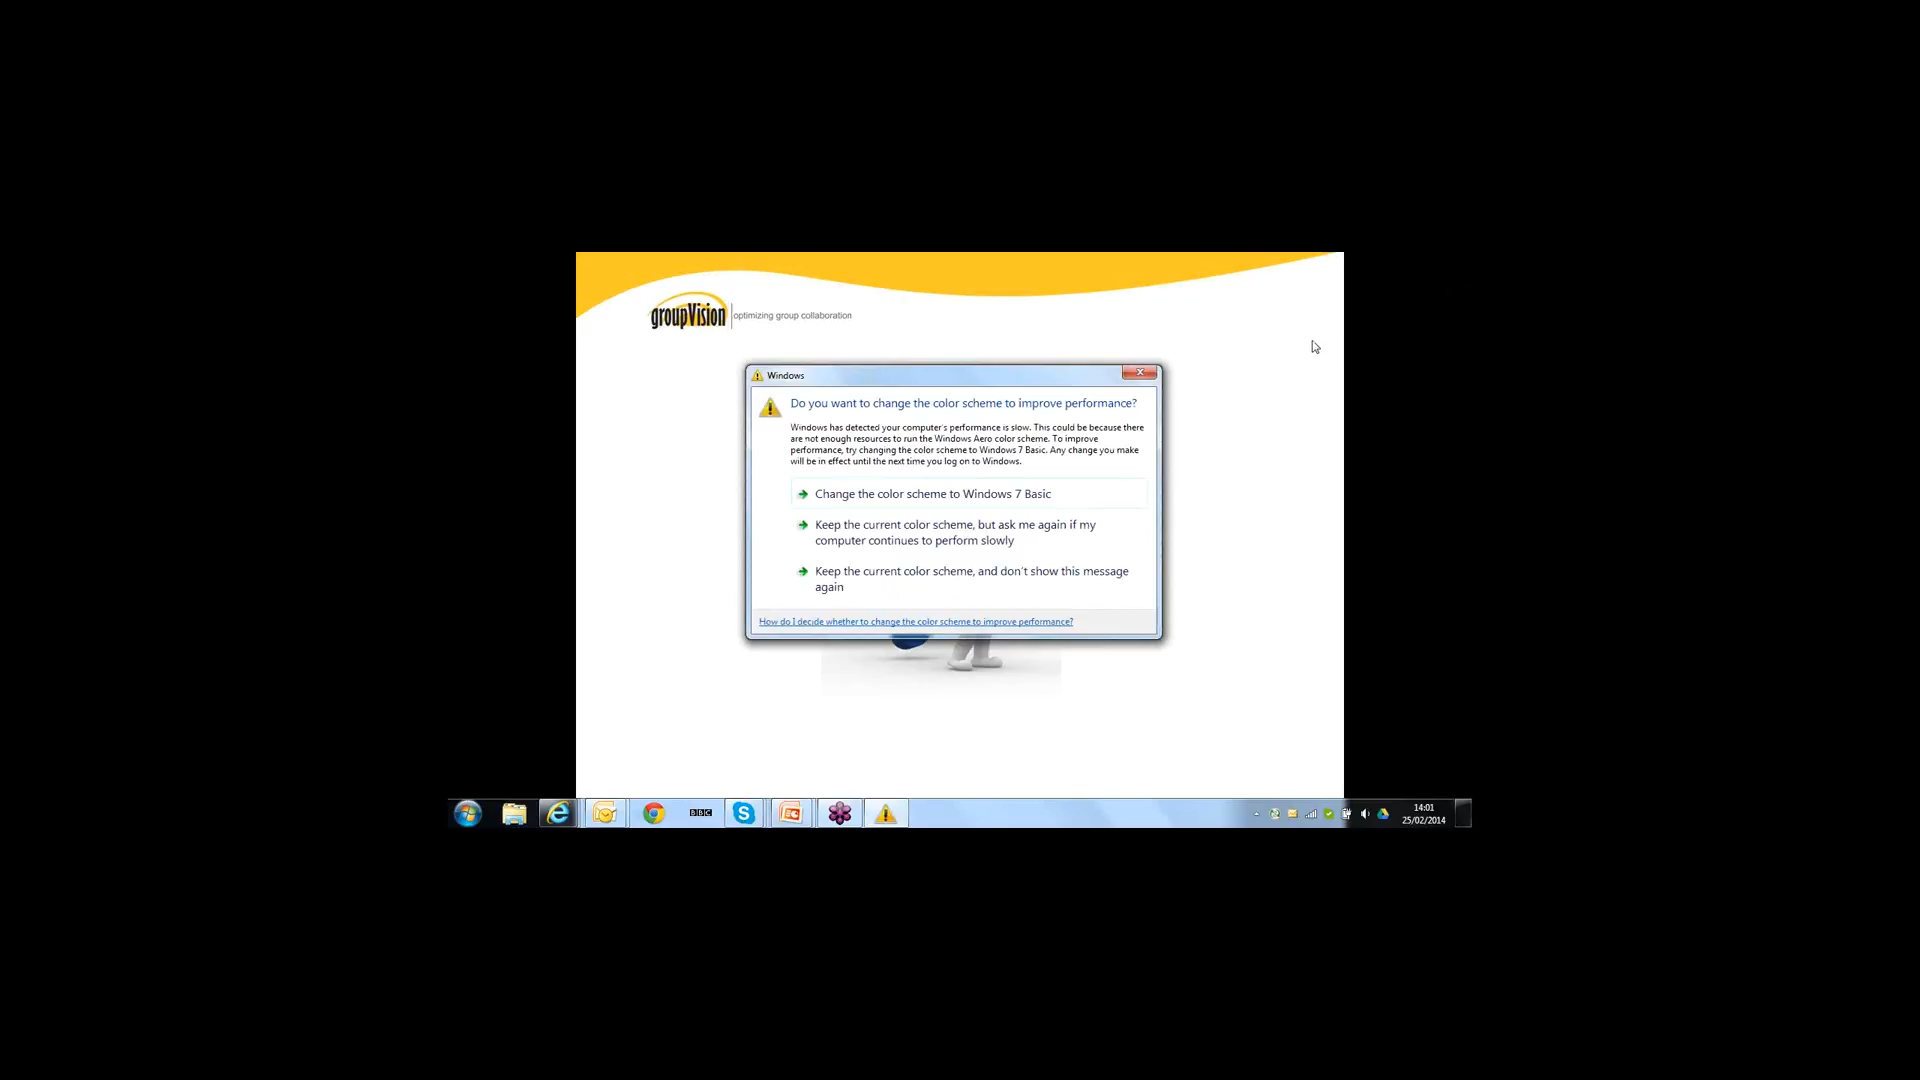 groupVision
optimizing group collaboration
Windows
Do you want to change the color scheme to improve performance?
Windows has detected your computer's performance is slow. This could be because there
are not enough resources to run the Windows Aero color scheme. To improve
performance, try changing the color scheme to Windows 7 Basic. Any change you make
will be in effect until the next time you log on to Windows.
Change the color scheme to Windows 7 Basic
Keep the current color scheme, but ask me again if my
computer continues to perform slowly
Keep the current color scheme, and don't show this message
again
How do I decide whether to change the color scheme to improve performance?
BBC
14:01
25/02/2014